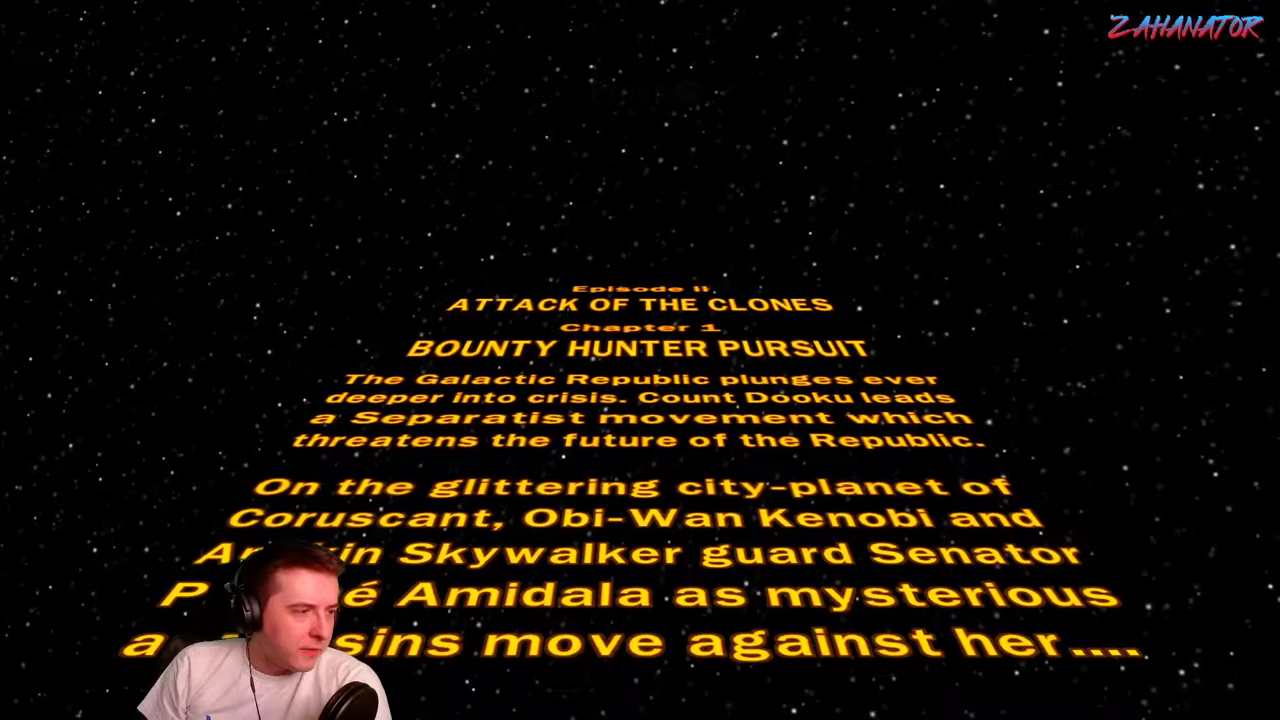 ZAHANATOR
Episode II
ATTACK OF THE CLONES
Chapter 1
BOUNTY HUNTER PURSUIT
The Galactic Republic plunges ever
deeper into crisis. Count Dooku leads
a Separatist movement which
threatens the future of the Republic.
On the glittering city-planet of
Coruscant, Obi-Wan Kenobi and
Skywalker guard Senator
Amidala as mysterious
move against her....